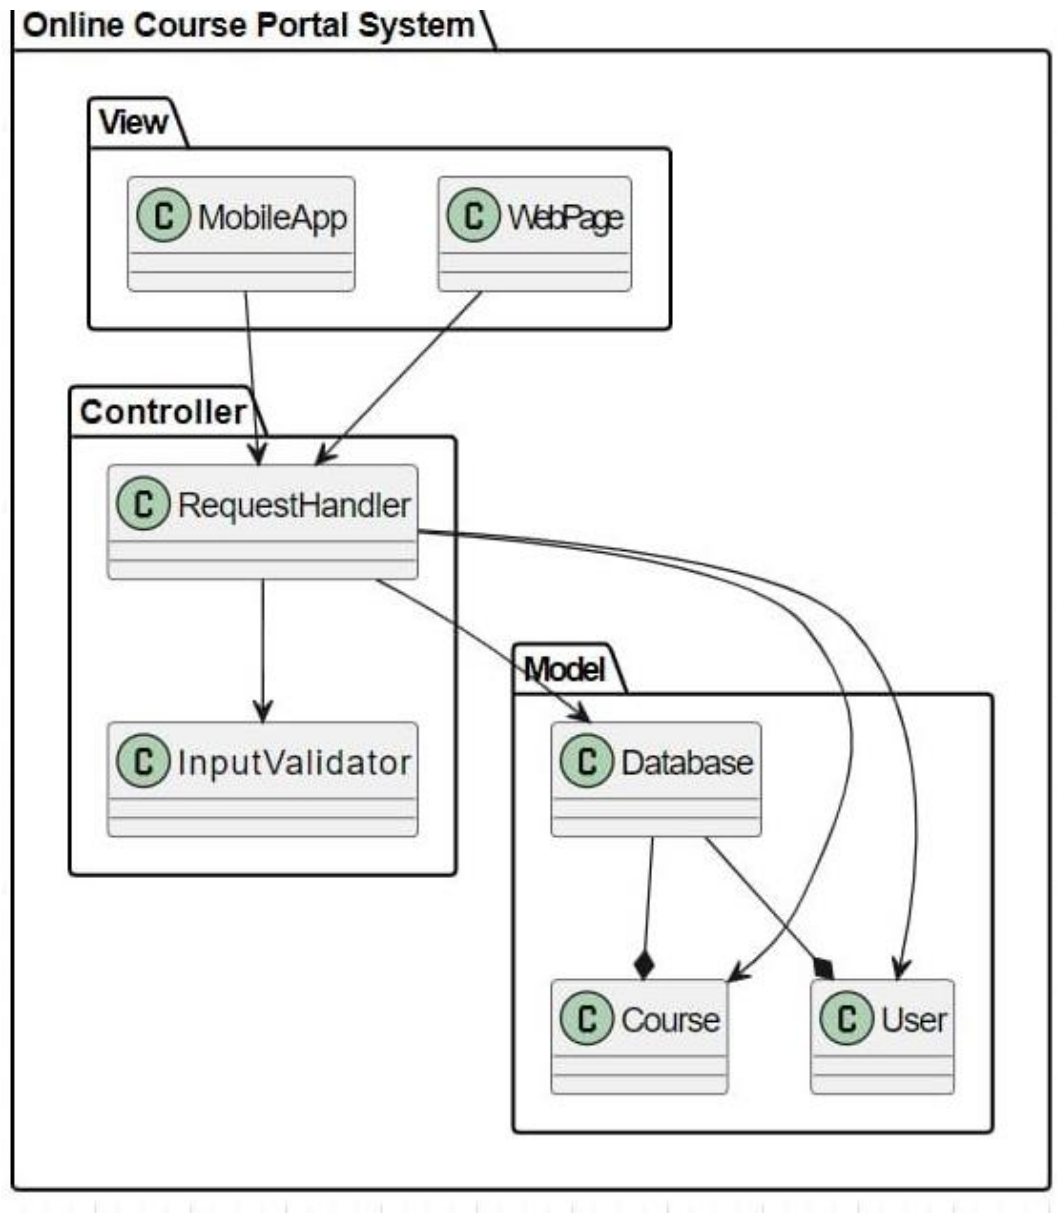 Online Course Portal System
View
C MobileApp
C WebPage
Controller
C RequestHandler
Model
C InputValidator
C Database
C Course
C User